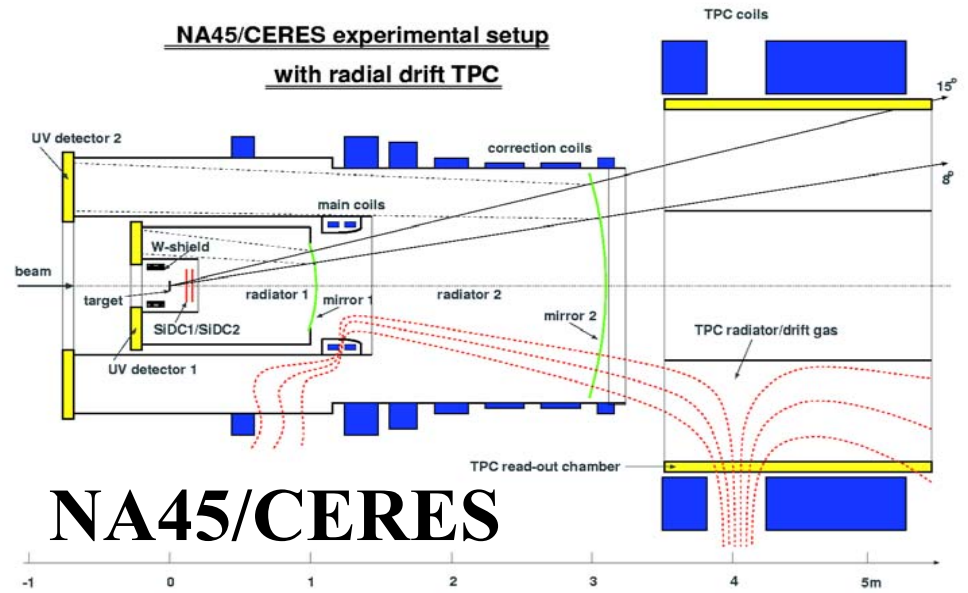 TPC coils
NA45/CERES experimental setup
with radial drift TPC
15°
UV detector 2
correction coils
8°
main coils
W-shield
beam
target
radiator 1
mirror 1
radiator 2
SiDC1/SiDC2
mirror 2
TPC radiator/drift gas
UV detector 1
TPC read-out chamber
NA45/CERES
-1 0 1 2 3 4 5m